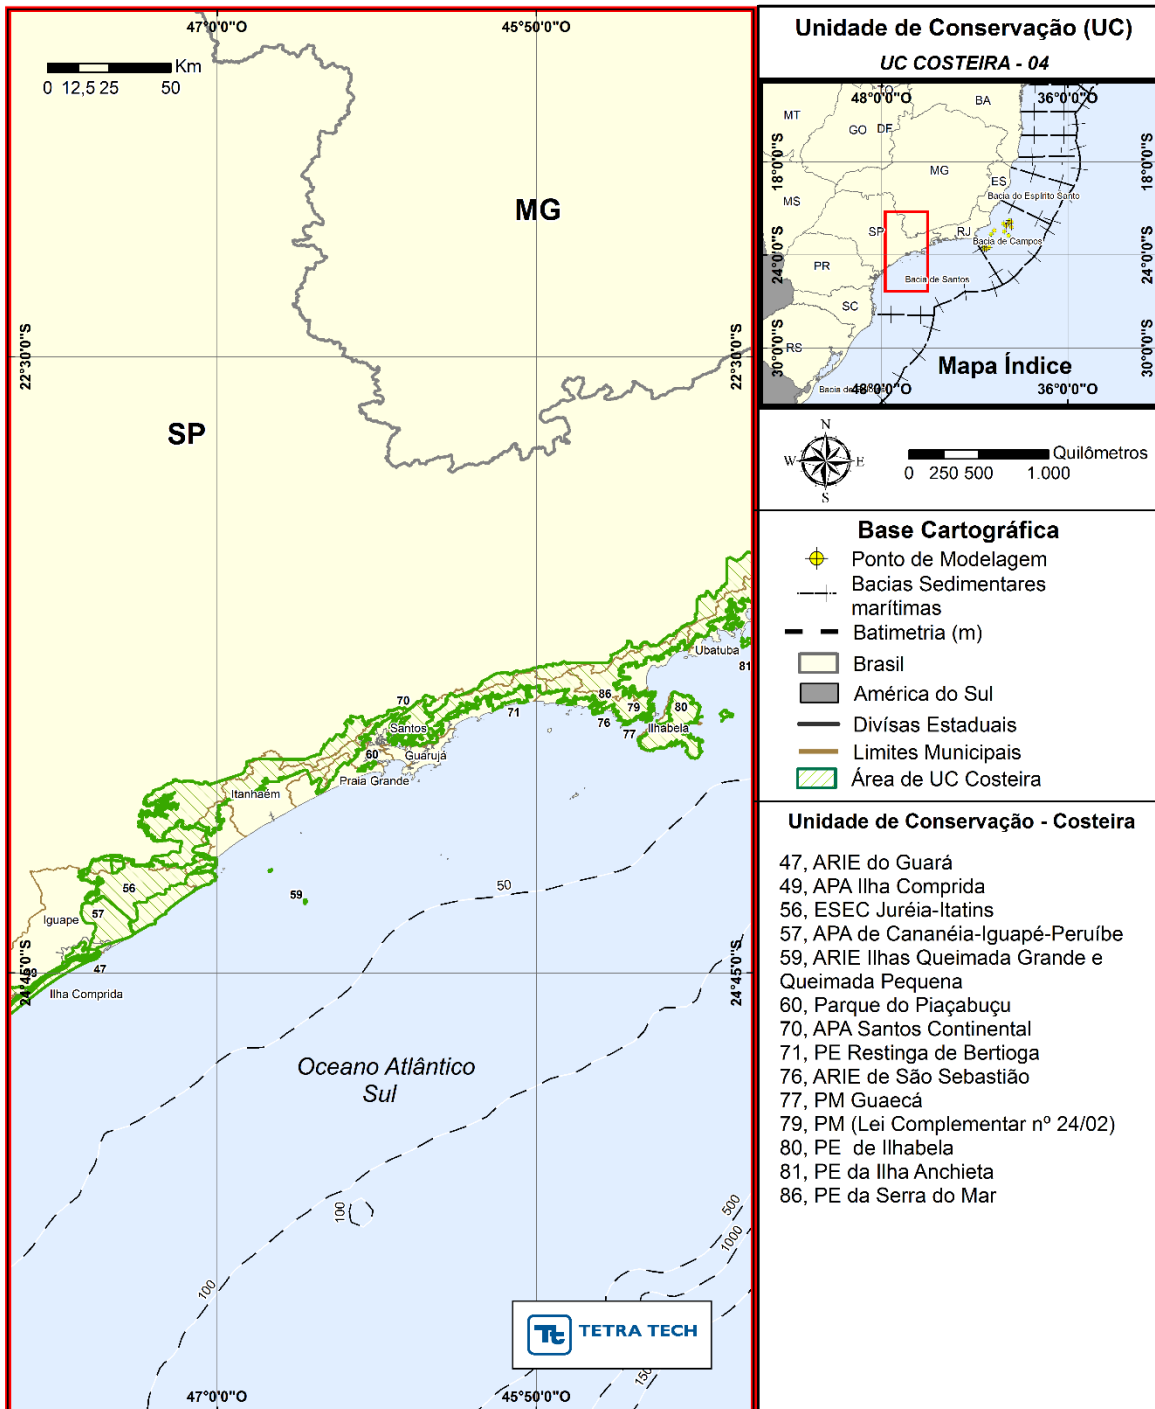 47°0'0"O
45°50'0"O
Km
0 12,5 25 50
MG
SP
22°30'0"S
22°30'0"S
Ubatuba
81
86
79
80
76
77
Ilhabela
70
71
Santos
Guarujá
60
Praia Grande
Itanhaém
56
57
59
Iguape
47
Ilha Comprida
24°45'0"S
24°45'0"S
50
Oceano Atlântico
Sul
100
100
500
1000
TETRA TECH
47°0'0"O
45°50'0"O
Unidade de Conservação (UC)
UC COSTEIRA - 04
48°0'0"O
36°0'0"O
TO
BA
MT
GO
DF
MG
ES
MS
SP
RJ
PR
SC
RS
Bacia do Espírito Santo
Bacia de Campos
Bacia de Santos
18°0'0"S
18°0'0"S
24°0'0"S
24°0'0"S
30°0'0"S
30°0'0"S
Mapa Índice
48°0'0"O
36°0'0"O
N
W
E
S
Quilômetros
0 250 500 1.000
Base Cartográfica
Ponto de Modelagem
Bacias Sedimentares
marítimas
Batimetria (m)
Brasil
América do Sul
Divísas Estaduais
Limites Municipais
Área de UC Costeira
Unidade de Conservação - Costeira
47, ARIE do Guará
49, APA Ilha Comprida
56, ESEC Juréia-Itatins
57, APA de Cananéia-Iguapé-Peruíbe
59, ARIE Ilhas Queimada Grande e
Queimada Pequena
60, Parque do Piaçabuçu
70, APA Santos Continental
71, PE Restinga de Bertioga
76, ARIE de São Sebastião
77, PM Guaecá
79, PM (Lei Complementar nº 24/02)
80, PE de Ilhabela
81, PE da Ilha Anchieta
86, PE da Serra do Mar